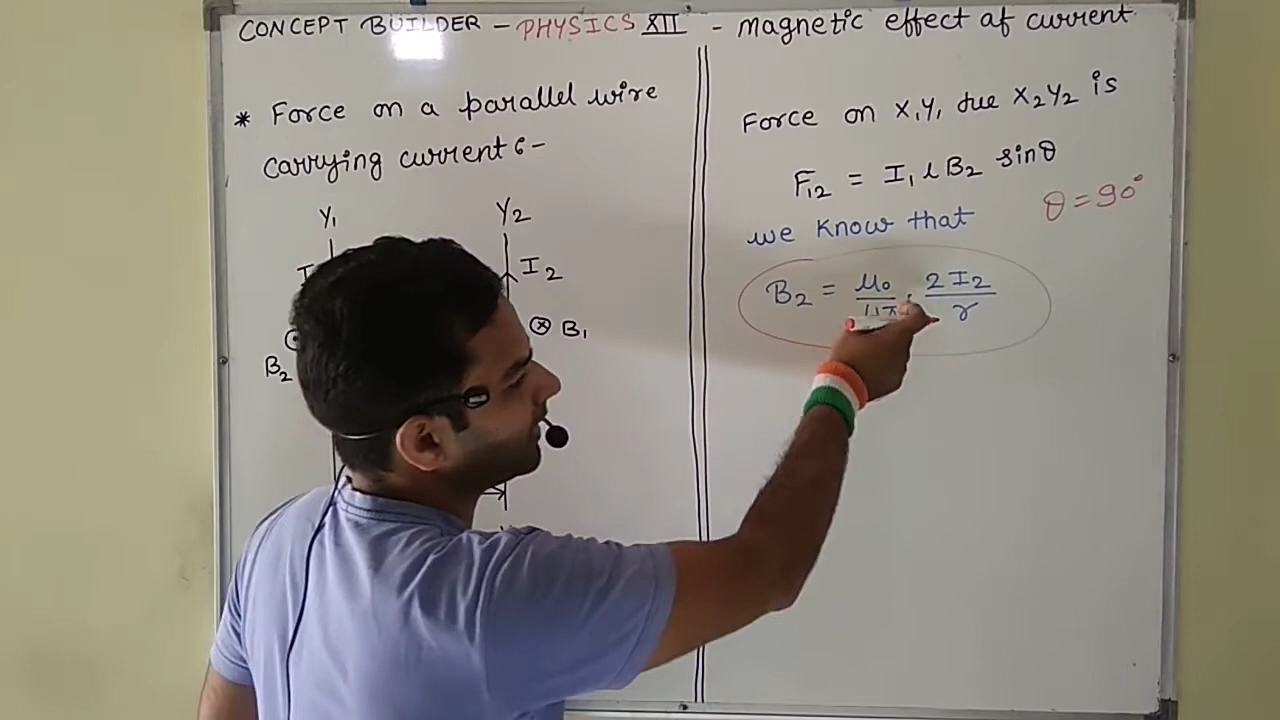 CONCEPT BUILDER - PHYSICS XII - magnetic effect of current
* Force on a parallel wire
carrying current :-
Y₁
Y₂
I
I₂
⊗ B₁
B₂
Force on X₁Y₁ due X₂Y₂ is
F₁₂ = I₁ l B₂ sinθ
θ = 90°
we know that
B₂ = μ₀/4π · 2I₂/r